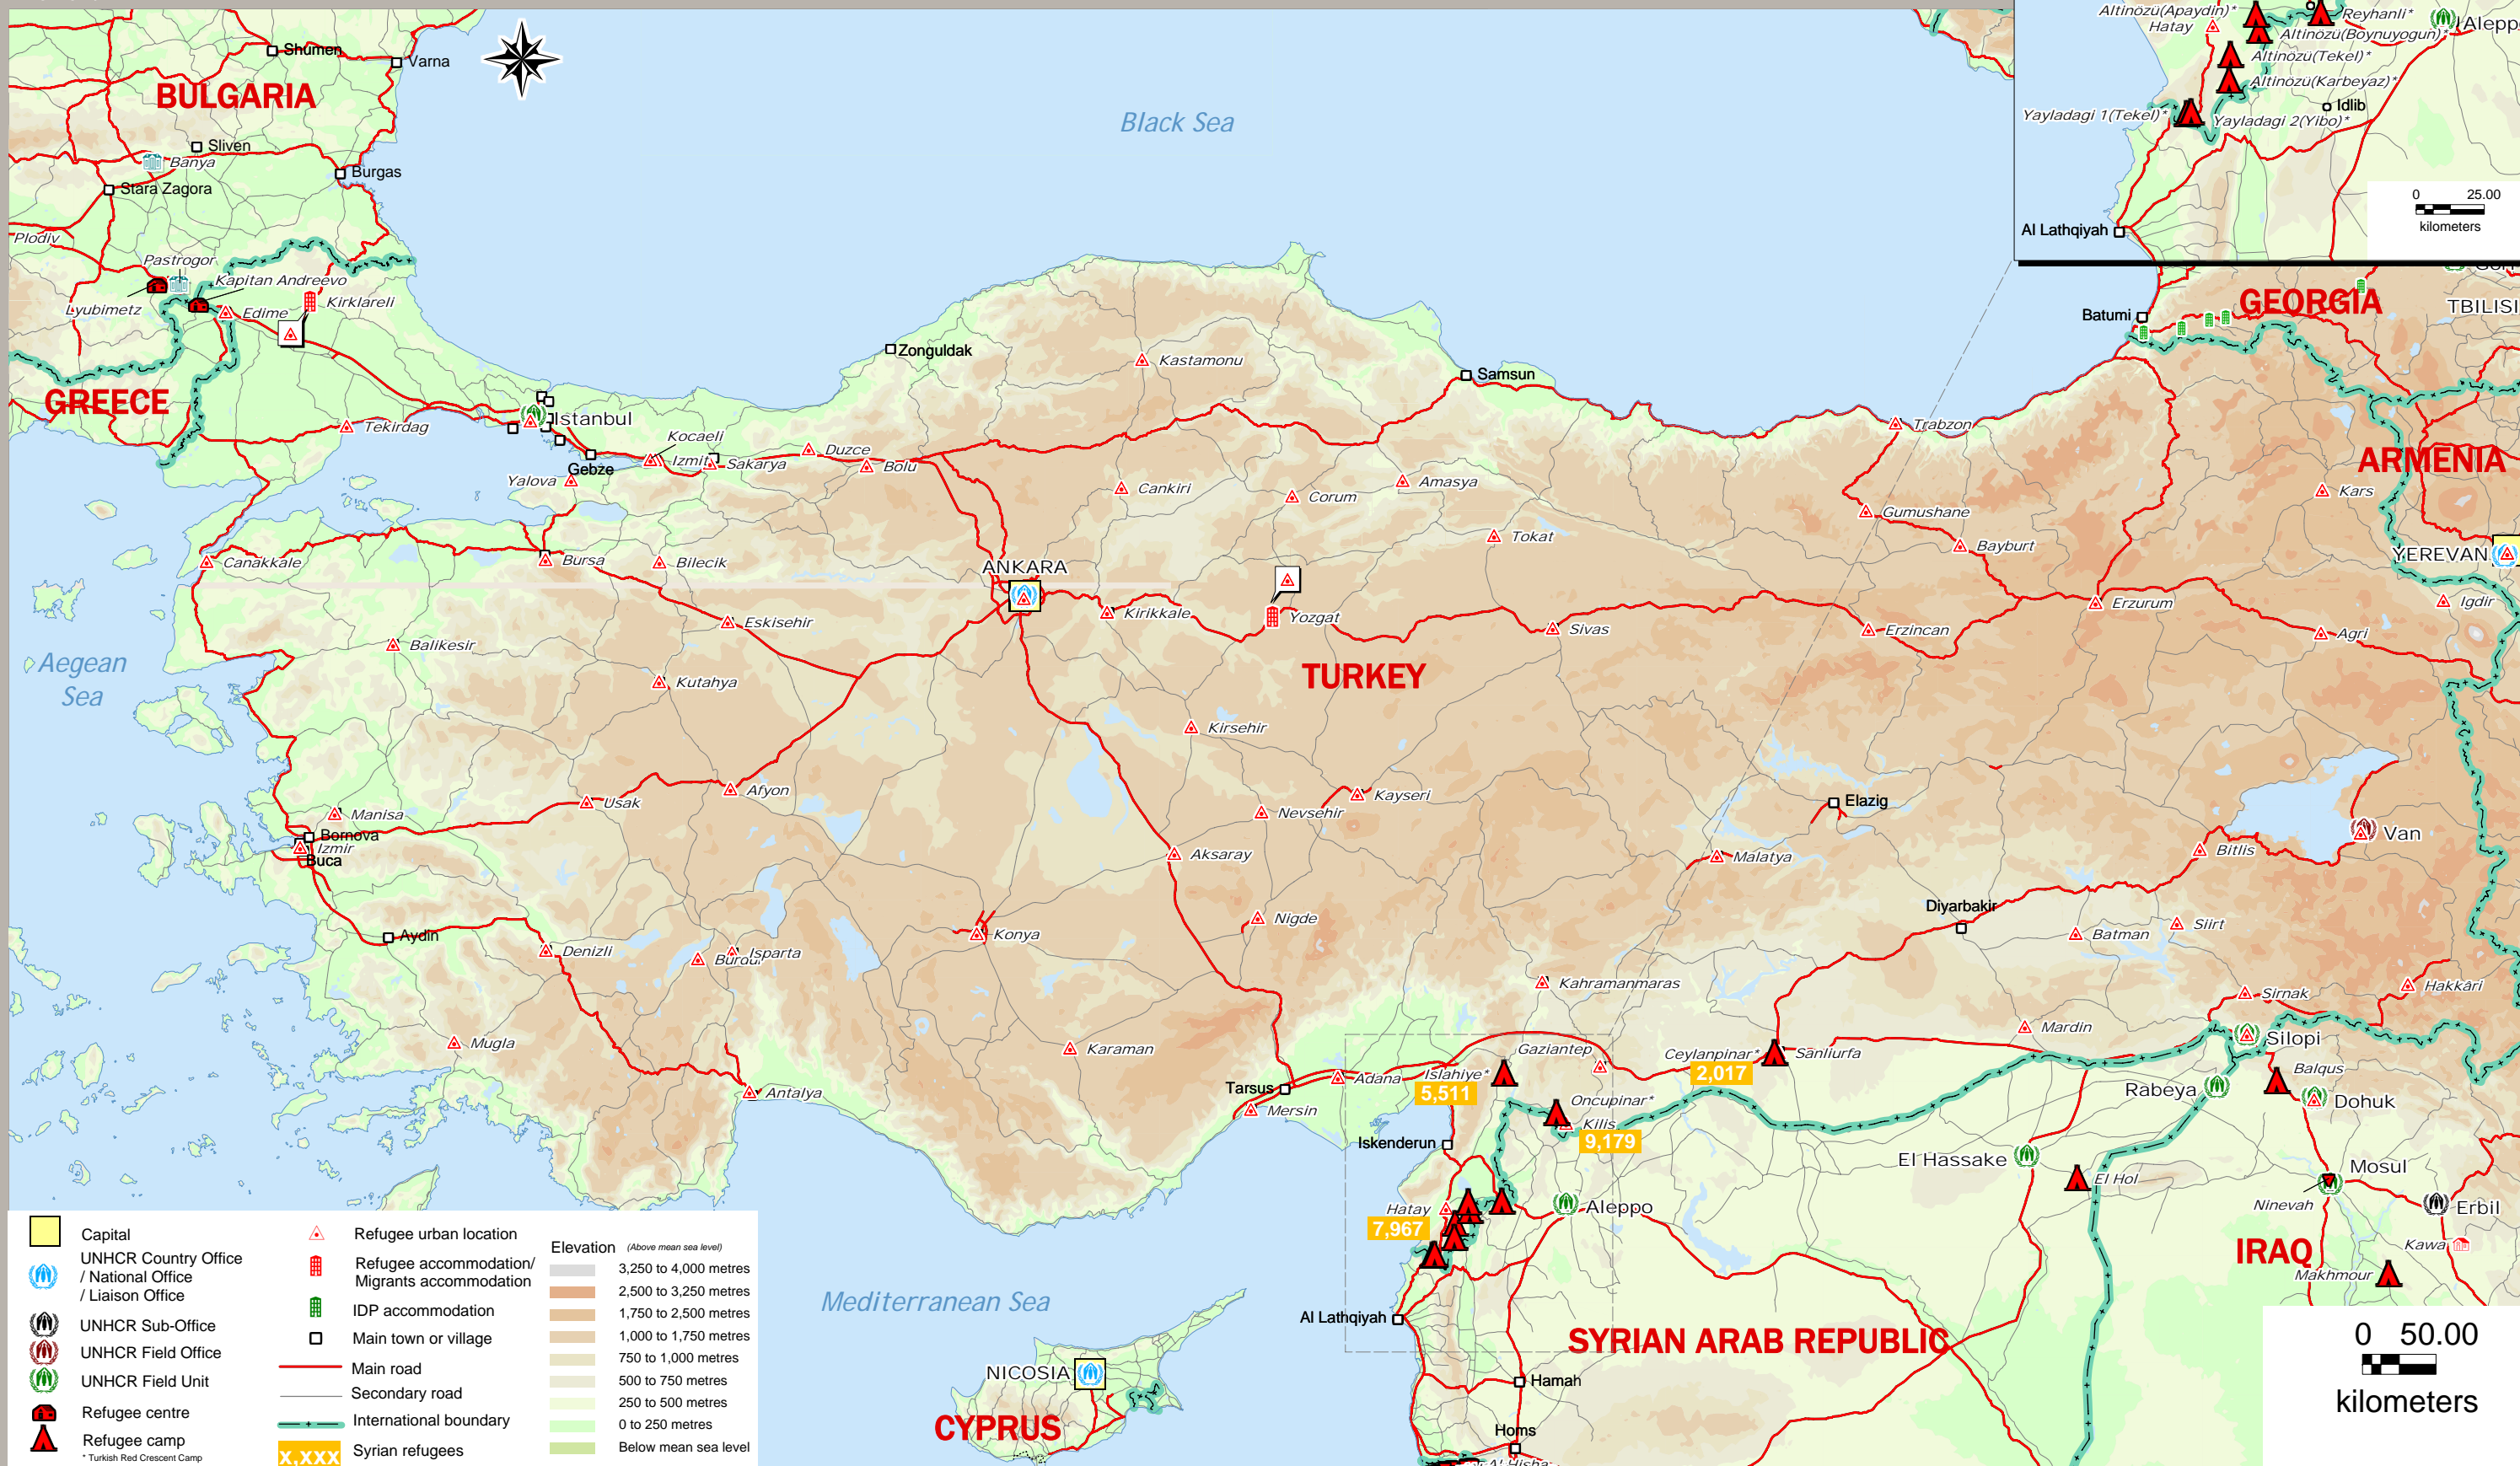 Shumen
Varna
BULGARIA
Sliven
Banya
Burgas
Stara Zagora
Plodiv
Pastrogor
Kapitan Andreevo
Lyubimetz
Edime
Kirklareli
GREECE
Black Sea
Altinözü(Apaydin)*
Reyhanli*
Hatay
Altinözü(Boynuyogun)*
Altinözü(Tekel)*
Altinözü(Karbeyaz)*
Idlib
Yayladagi 1(Tekel)*
Yayladagi 2(Yibo)*
0 25.00
kilometers
Al Lathqiyah
GEORGIA
TBILISI
Batumi
Zonguldak
Kastamonu
Samsun
Istanbul
Tekirdag
Kocaeli
Gebze
Izmit
Sakarya
Duzce
Bolu
Yalova
Trabzon
ARMENIA
Cankiri
Corum
Amasya
Kars
Gumushane
Tokat
Bayburt
YEREVAN
Canakkale
Bursa
Bilecik
ANKARA
Kirikkale
Yozgat
Eskisehir
Sivas
Erzincan
Erzurum
Igdir
Agri
Balikesir
Aegean
Sea
TURKEY
Kutahya
Kirsehir
Afyon
Usak
Kayseri
Nevsehir
Elazig
Manisa
Bornova
Izmir
Buca
Aksaray
Malatya
Bitlis
Van
Nigde
Diyarbakir
Konya
Aydin
Denizli
Burdur
Isparta
Batman
Siirt
Kahramanmaras
Sirnak
Hakkâri
Mardin
Mugla
Karaman
Silopi
Gaziantep
Ceylanpinar*
Sanliurfa
2,017
Islahiye*
5,511
Adana
Tarsus
Mersin
Antalya
Balqus
Rabeya
Dohuk
Oncupinar*
Kilis
9,179
Iskenderun
El Hassake
El Hol
Mosul
Ninevah
Erbil
Hatay
7,967
Aleppo
Kawa
IRAQ
Makhmour
Mediterranean Sea
Al Lathqiyah
SYRIAN ARAB REPUBLIC
Hamah
Homs
NICOSIA
CYPRUS
0 50.00
kilometers
Capital
UNHCR Country Office
/ National Office
/ Liaison Office
UNHCR Sub-Office
UNHCR Field Office
UNHCR Field Unit
Refugee centre
Refugee camp
* Turkish Red Crescent Camp
Refugee urban location
Refugee accommodation/
Migrants accommodation
IDP accommodation
Main town or village
Main road
Secondary road
International boundary
x,xxx Syrian refugees
Elevation (Above mean sea level)
3,250 to 4,000 metres
2,500 to 3,250 metres
1,750 to 2,500 metres
1,000 to 1,750 metres
750 to 1,000 metres
500 to 750 metres
250 to 500 metres
0 to 250 metres
Below mean sea level